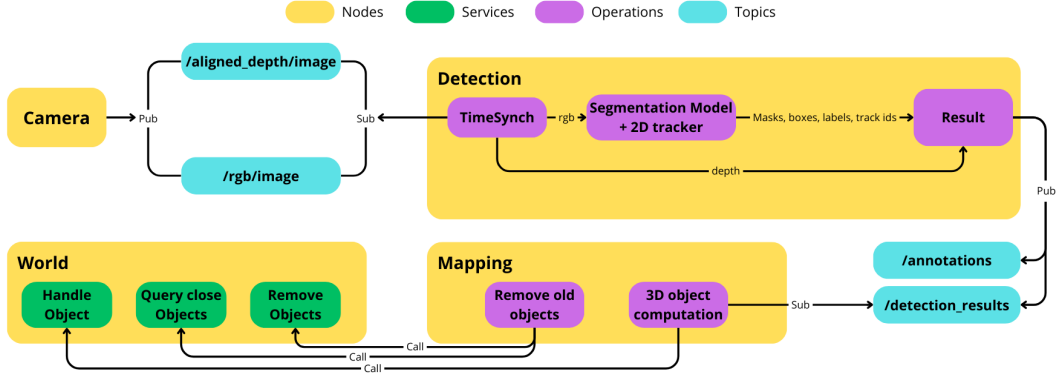 Nodes
Services
Operations
Topics
/aligned_depth/image
Detection
Camera
Pub
Sub
TimeSynch
rgb
Segmentation Model
+ 2D tracker
Masks, boxes, labels, track ids
Result
/rgb/image
depth
Pub
World
Mapping
/annotations
Handle
Object
Query close
Objects
Remove
Objects
Remove old
objects
3D object
computation
Sub
/detection_results
Call
Call
Call